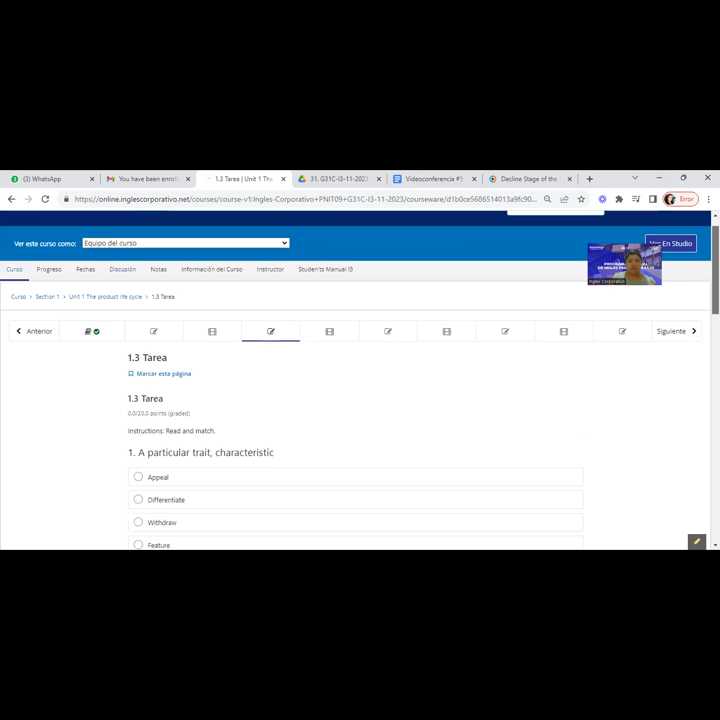 (3) WhatsApp
You have been enrol
1.3 Tarea | Unit 1 The
31. G31C-I3-11-2023
Videoconferencia #5
Decline Stage of the
https://online.inglescorporativo.net/courses/course-v1:Ingles-Corporativo+PNIT09+G31C-I3-11-2023/courseware/d1b0ce5686514013a9fc90...
Error
Ver este curso como:
Equipo del curso
Ver En Studio
Ingles Corporativo
Curso
Progreso
Fechas
Discusión
Notas
Información del Curso
Instructor
Studen'ts Manual I3
Curso > Section 1 > Unit 1 The product life cycle > 1.3 Tarea
Anterior
Siguiente
1.3 Tarea
Marcar esta página
1.3 Tarea
0.0/20.0 points (graded)
Instructions: Read and match.
1. A particular trait, characteristic
Appeal
Differentiate
Withdraw
Feature